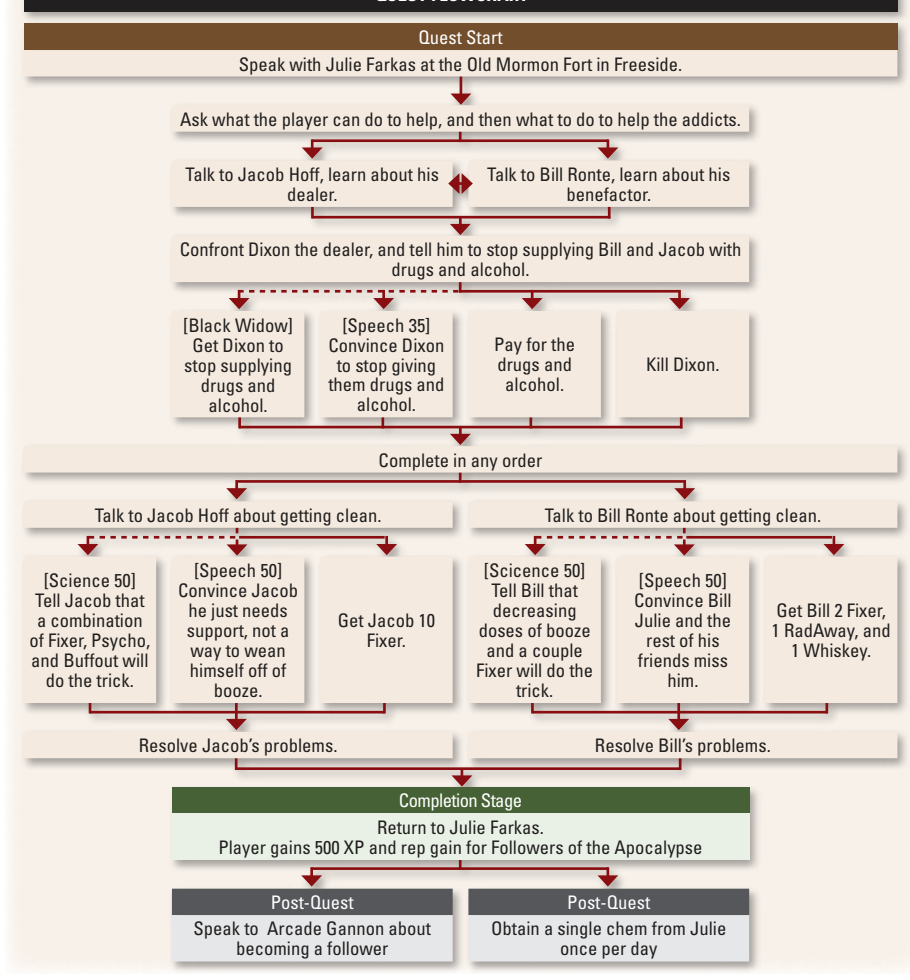 Quest Start
Speak with Julie Farkas at the Old Mormon Fort in Freeside.
Ask what the player can do to help, and then what to do to help the addicts.
Talk to Jacob Hoff, learn about his
dealer.
Talk to Bill Ronte, learn about his
benefactor.
Confront Dixon the dealer, and tell him to stop supplying Bill and Jacob with
drugs and alcohol.
[Black Widow]
Get Dixon to
stop supplying
drugs and
alcohol.
[Speech 35]
Convince Dixon
to stop giving
them drugs and
alcohol.
Pay for the
drugs and
alcohol.
Kill Dixon.
Complete in any order
Talk to Jacob Hoff about getting clean.
Talk to Bill Ronte about getting clean.
[Science 50]
Tell Jacob that
a combination
of Fixer, Psycho,
and Buffout will
do the trick.
[Speech 50]
Convince Jacob
he just needs
support, not a
way to wean
himself off of
booze.
Get Jacob 10
Fixer.
[Scicence 50]
Tell Bill that
decreasing
doses of booze
and a couple
Fixer will do the
trick.
[Speech 50]
Convince Bill
Julie and the
rest of his
friends miss
him.
Get Bill 2 Fixer,
1 RadAway, and
1 Whiskey.
Resolve Jacob's problems.
Resolve Bill's problems.
Completion Stage
Return to Julie Farkas.
Player gains 500 XP and rep gain for Followers of the Apocalypse
Post-Quest
Speak to Arcade Gannon about
becoming a follower
Post-Quest
Obtain a single chem from Julie
once per day